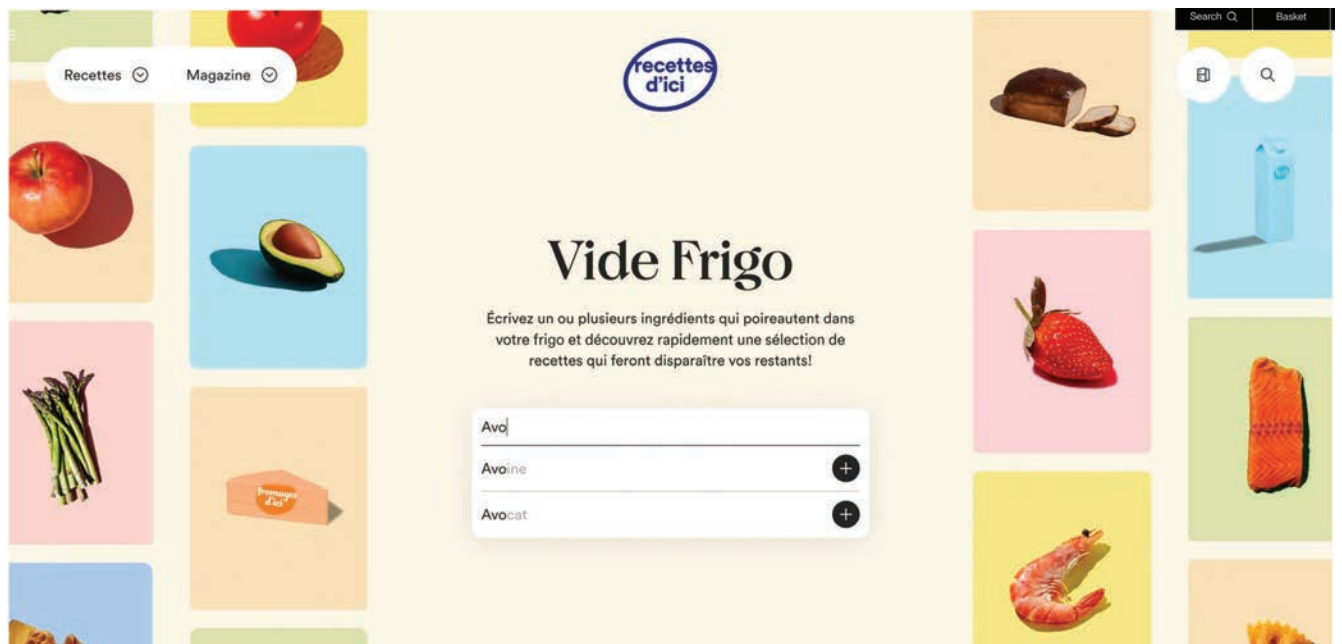 Search
Basket
Recettes
Magazine
recettes
d'ici
Vide Frigo
Écrivez un ou plusieurs ingrédients qui poireautent dans
votre frigo et découvrez rapidement une sélection de
recettes qui feront disparaître vos restants!
Avo
Avoine
Avocat
fromages
d'ici